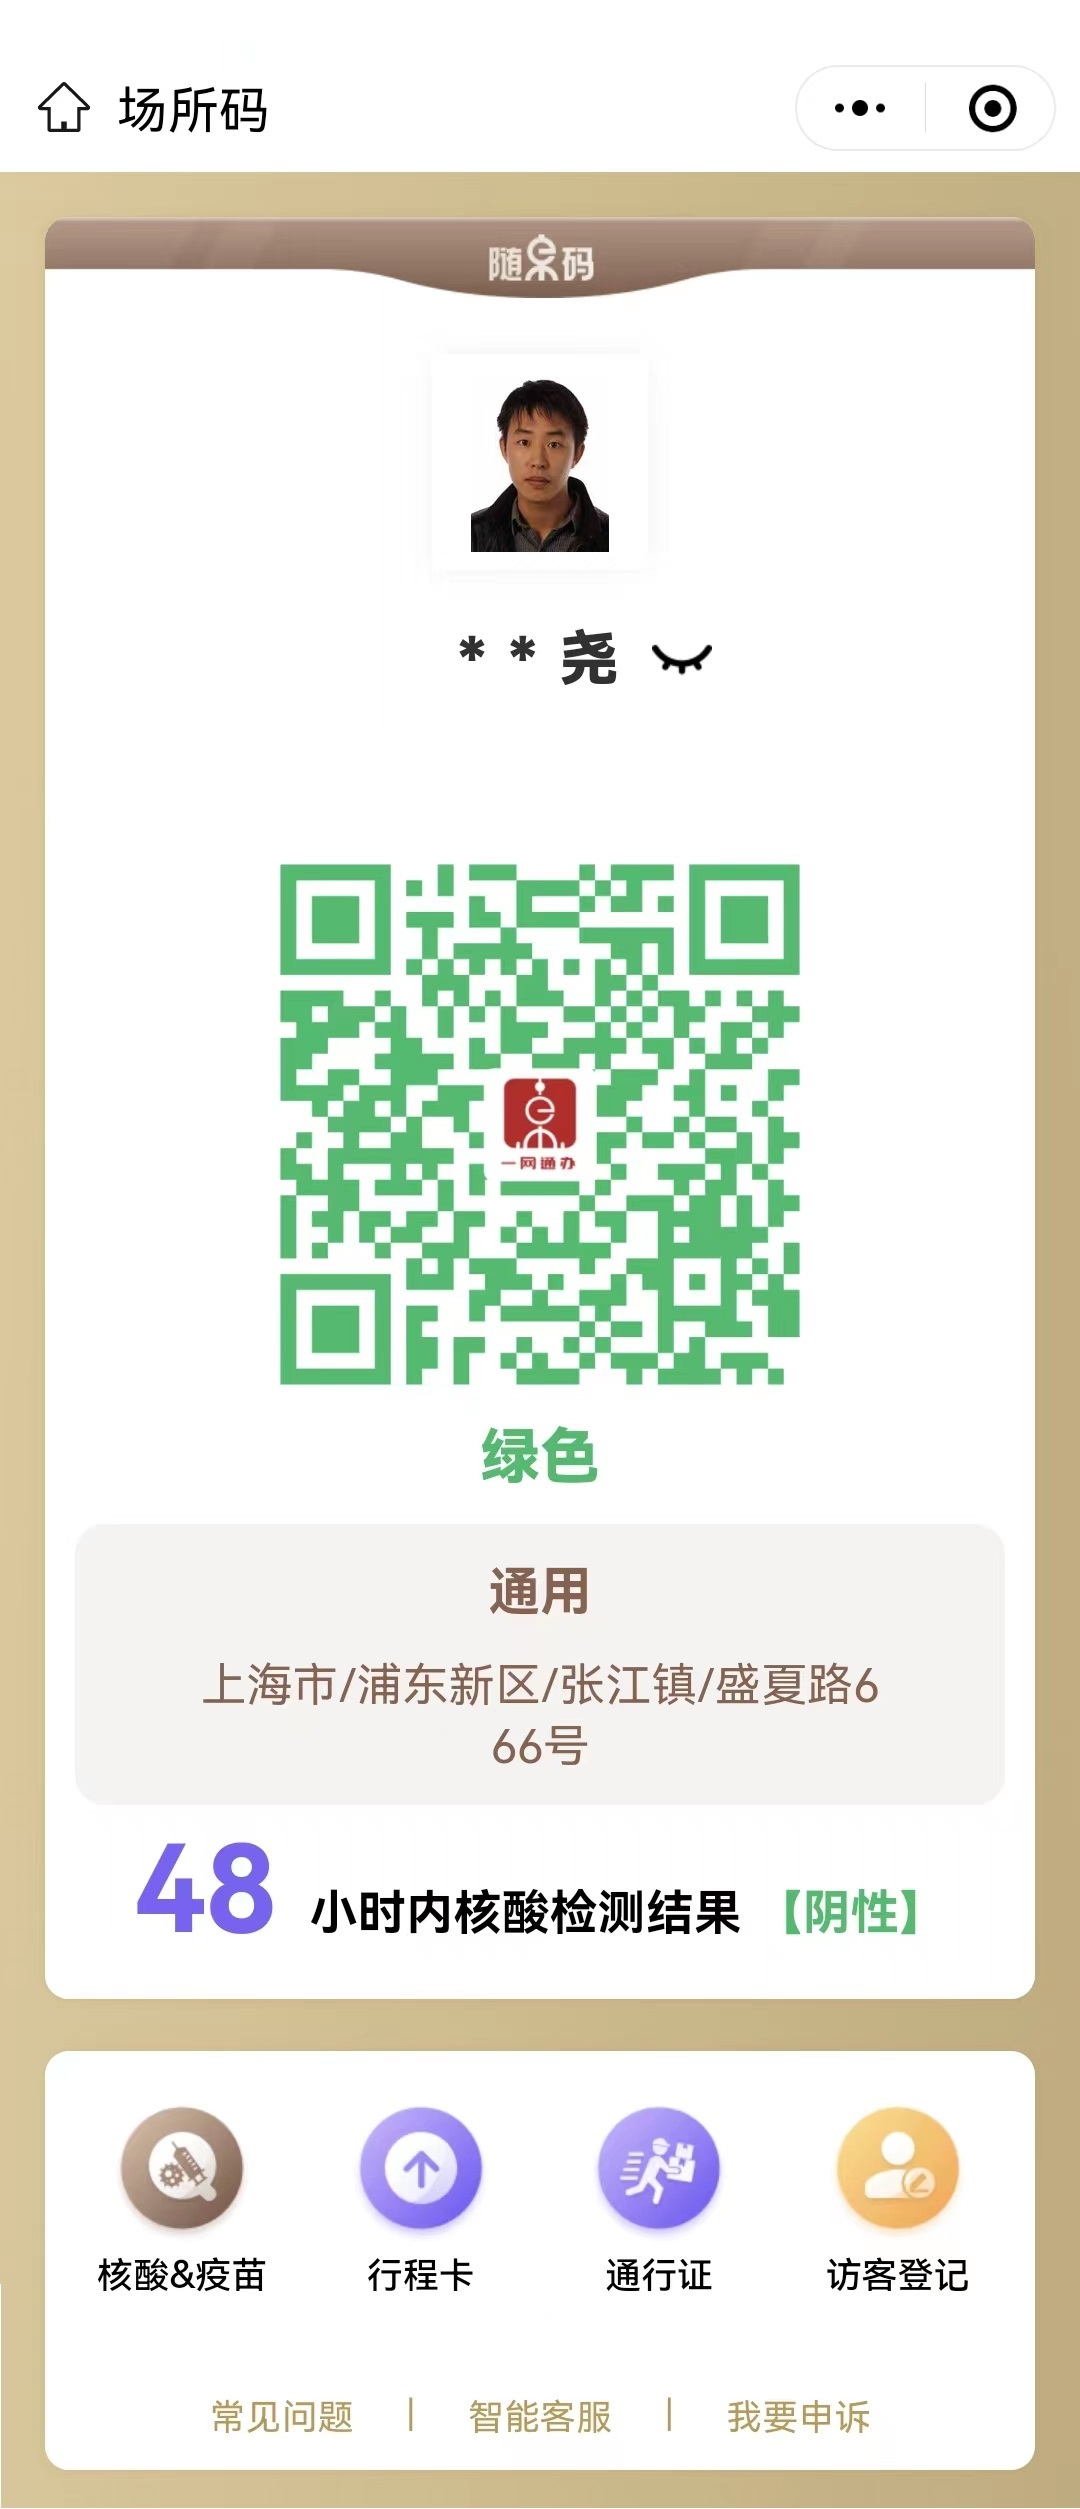 场所码
随申码
**尧
一网通办
绿色
通用
上海市/浦东新区/张江镇/盛夏路6
66号
48 小时内核酸检测结果 【阴性】
核酸&疫苗 行程卡 通行证 访客登记
常见问题 | 智能客服 | 我要申诉